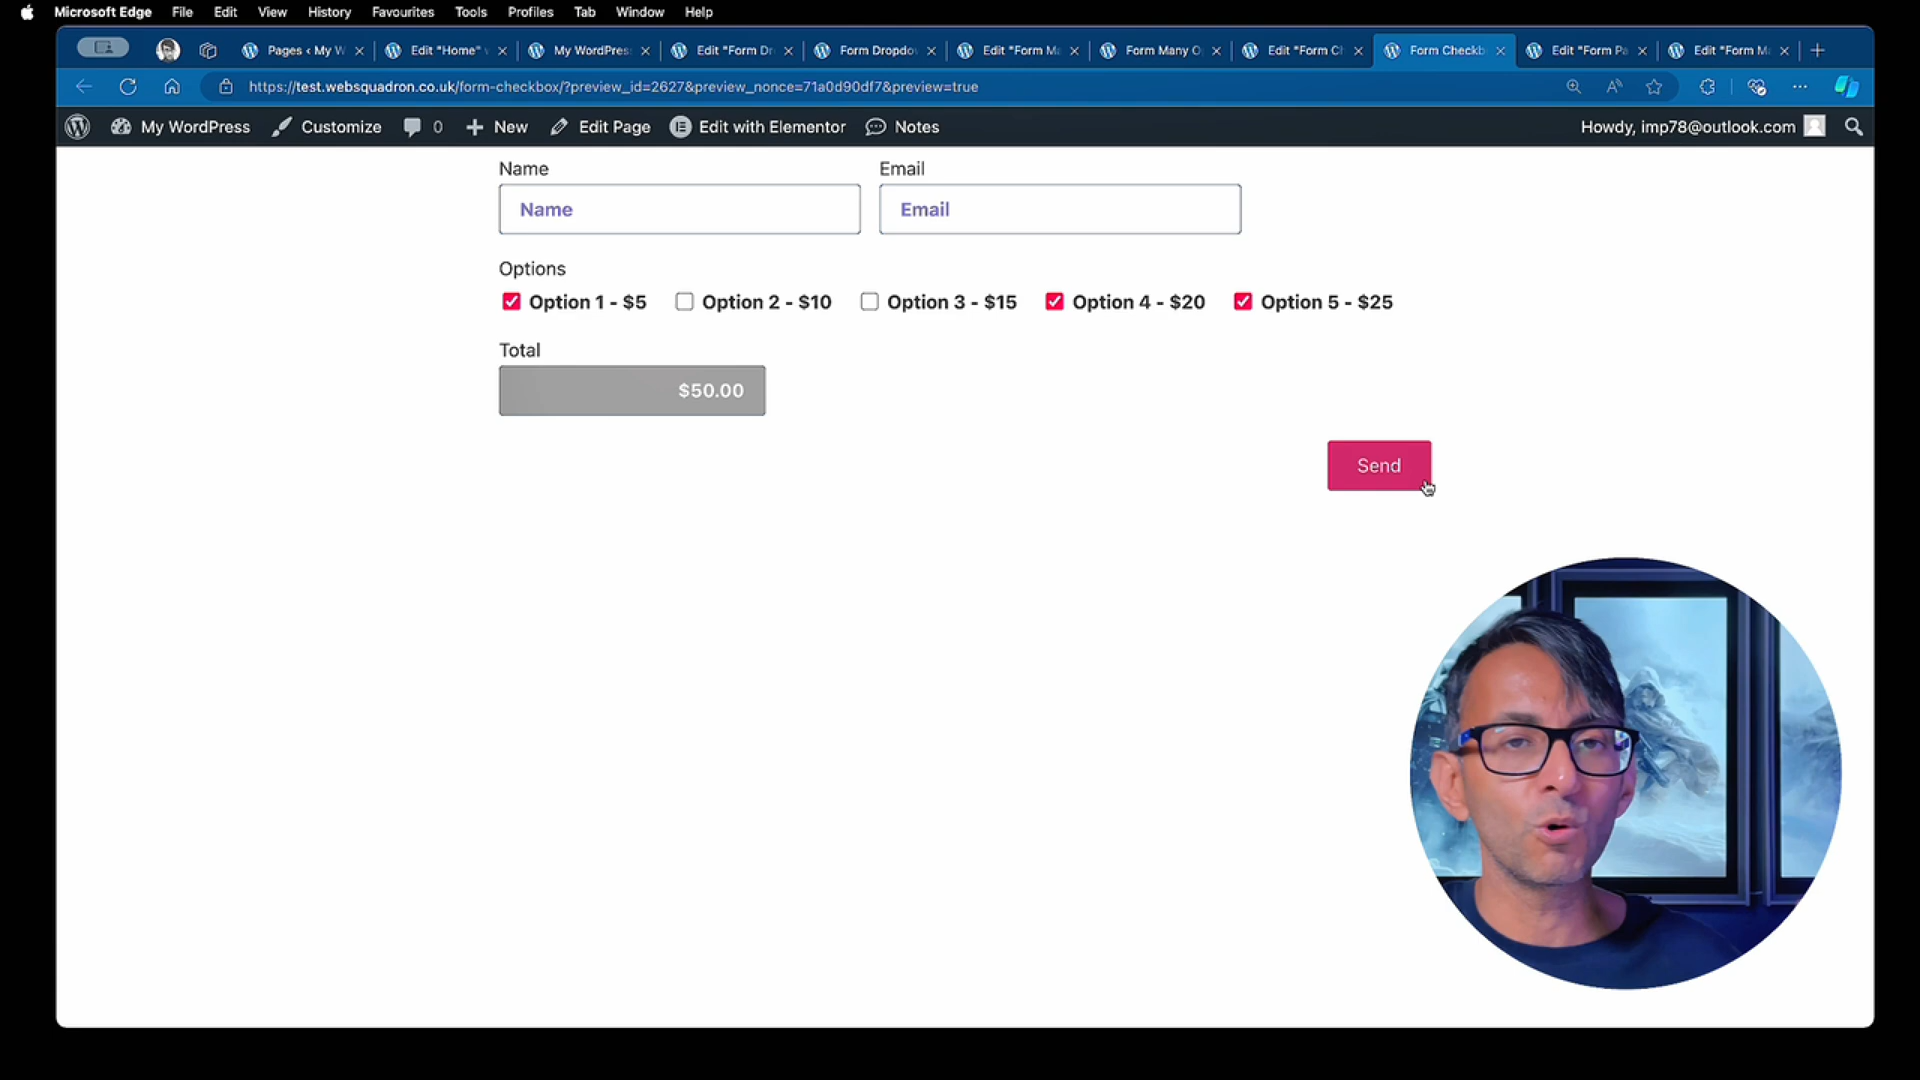 Microsoft Edge File Edit View History Favourites Tools Profiles Tab Window Help
Pages ‹ My W Edit "Home" My WordPres Edit "Form Dr Form Dropdo Edit "Form Ma Form Many O Edit "Form Ch Form Checkb Edit "Form Pa Edit "Form M
https://test.websquadron.co.uk/form-checkbox/?preview_id=2627&preview_nonce=71a0d90df7&preview=true
My WordPress Customize 0 New Edit Page Edit with Elementor Notes Howdy, imp78@outlook.com
Name Email
Name Email
Options
Option 1 - $5 Option 2 - $10 Option 3 - $15 Option 4 - $20 Option 5 - $25
Total
$50.00
Send